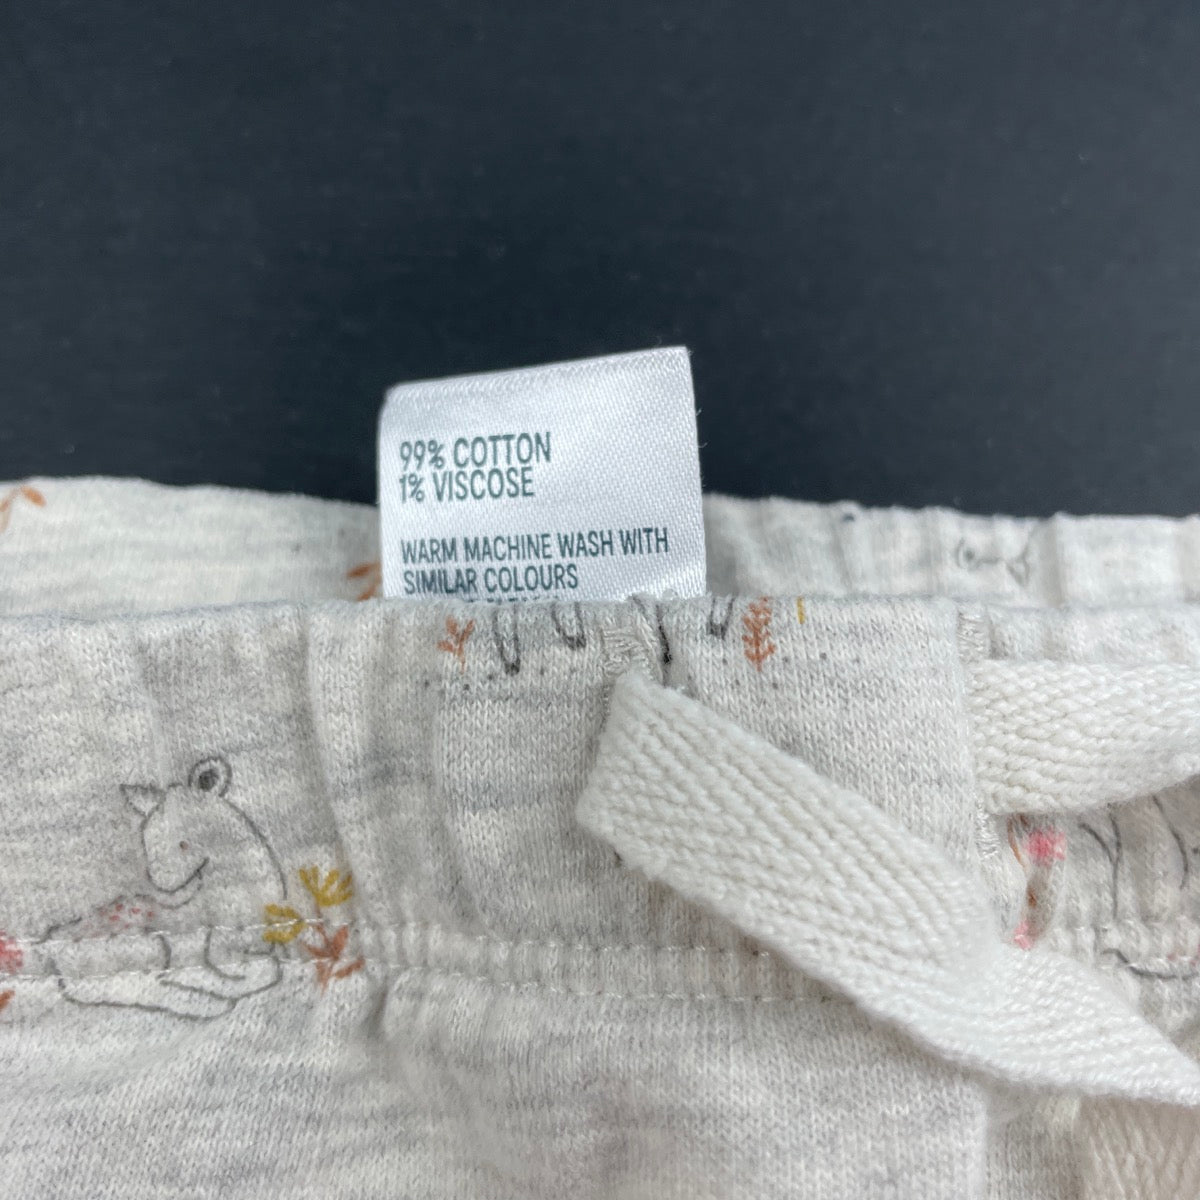 99% COTTON
1% VISCOSE
WARM MACHINE WASH WITH
SIMILAR COLOURS